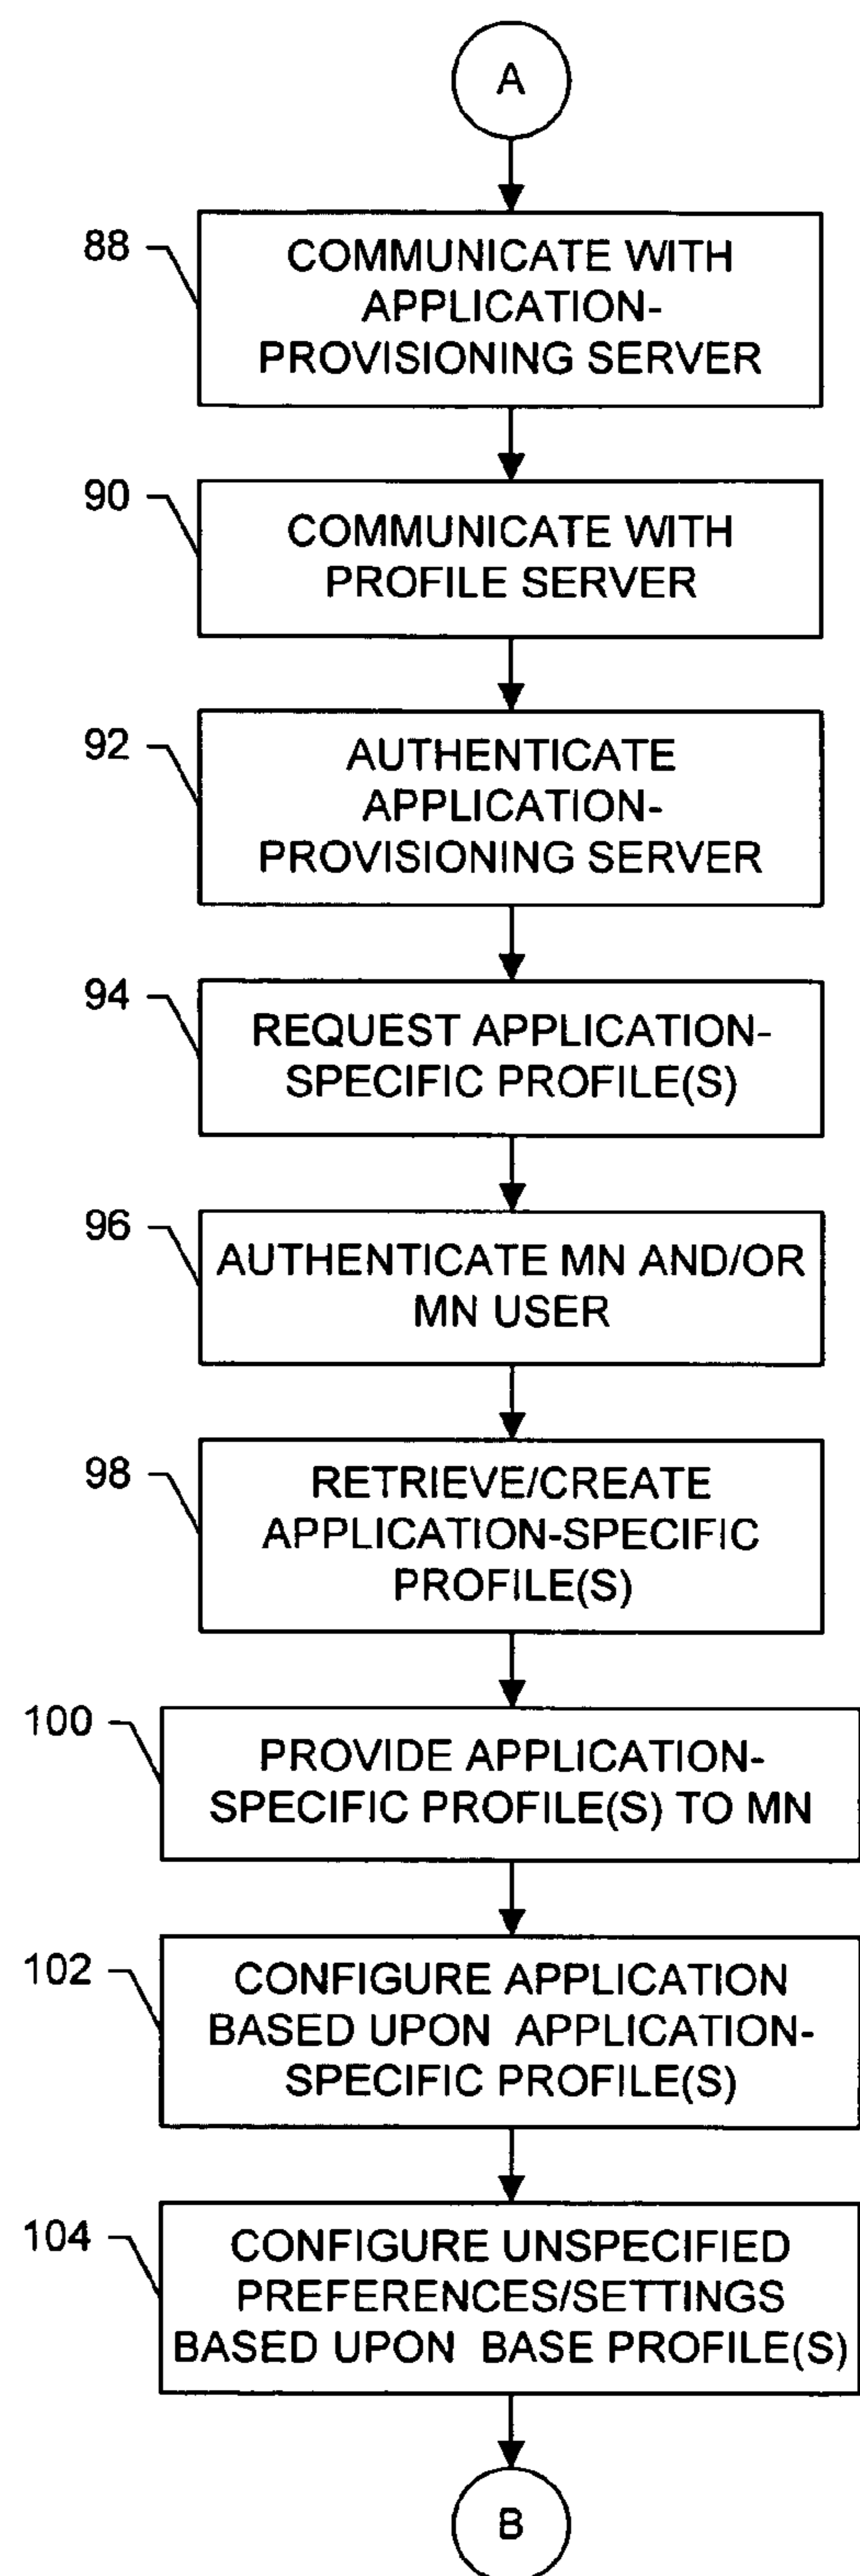 A
88
COMMUNICATE WITH
APPLICATION-
PROVISIONING SERVER
90
COMMUNICATE WITH
PROFILE SERVER
92
AUTHENTICATE
APPLICATION-
PROVISIONING SERVER
94
REQUEST APPLICATION-
SPECIFIC PROFILE(S)
96
AUTHENTICATE MN AND/OR
MN USER
98
RETRIEVE/CREATE
APPLICATION-SPECIFIC
PROFILE(S)
100
PROVIDE APPLICATION-
SPECIFIC PROFILE(S) TO MN
102
CONFIGURE APPLICATION
BASED UPON APPLICATION-
SPECIFIC PROFILE(S)
104
CONFIGURE UNSPECIFIED
PREFERENCES/SETTINGS
BASED UPON BASE PROFILE(S)
B